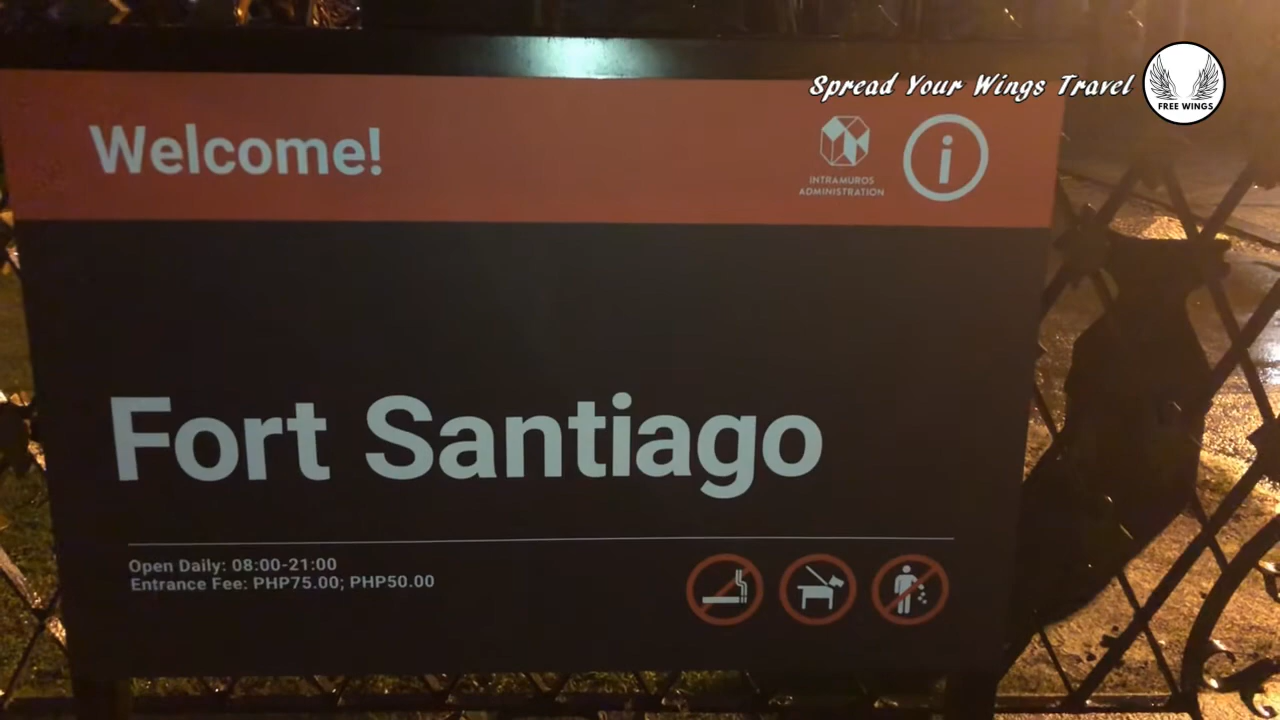 Spread Your Wings Travel
FREE WINGS
Welcome!
INTRAMUROS
ADMINISTRATION
i
Fort Santiago
Open Daily: 08:00-21:00
Entrance Fee: PHP75.00; PHP50.00